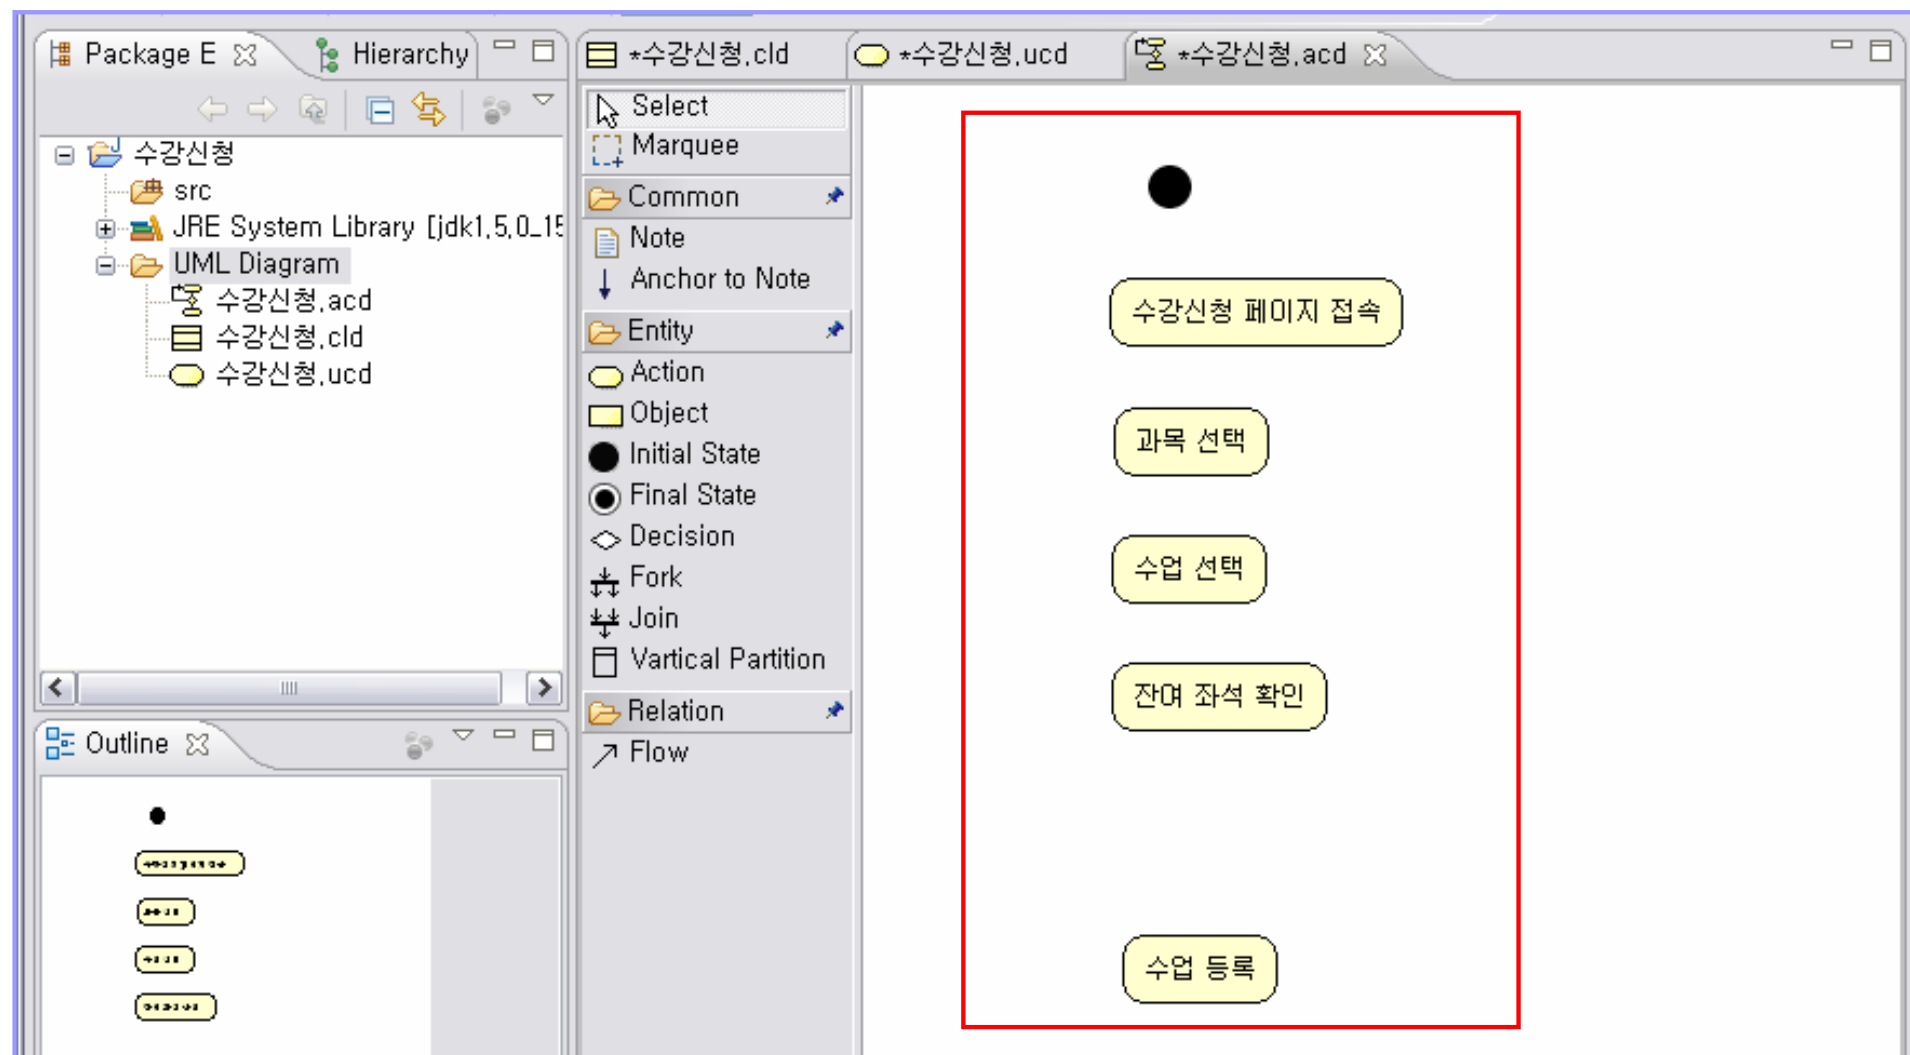 Package E
Hierarchy
수강신청
src
JRE System Library [jdk1,5,0_15
UML Diagram
수강신청,acd
수강신청,cld
수강신청,ucd
Outline
*수강신청,cld
*수강신청,ucd
*수강신청,acd
Select
Marquee
Common
Note
Anchor to Note
Entity
Action
Object
Initial State
Final State
Decision
Fork
Join
Vartical Partition
Relation
Flow
수강신청 페이지 접속
과목 선택
수업 선택
잔여 좌석 확인
수업 등록